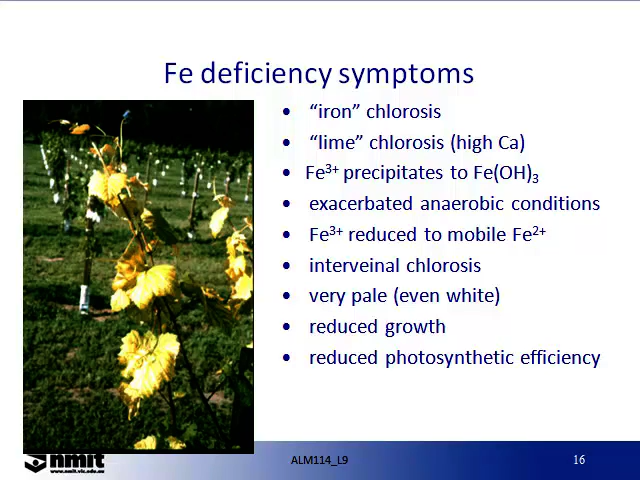 Fe deficiency symptoms
• “iron” chlorosis
• “lime” chlorosis (high Ca)
• Fe³⁺ precipitates to Fe(OH)₃
• exacerbated anaerobic conditions
• Fe³⁺ reduced to mobile Fe²⁺
• interveinal chlorosis
• very pale (even white)
• reduced growth
• reduced photosynthetic efficiency
nmit
www.nmit.vic.edu.au
ALM114_L9
16